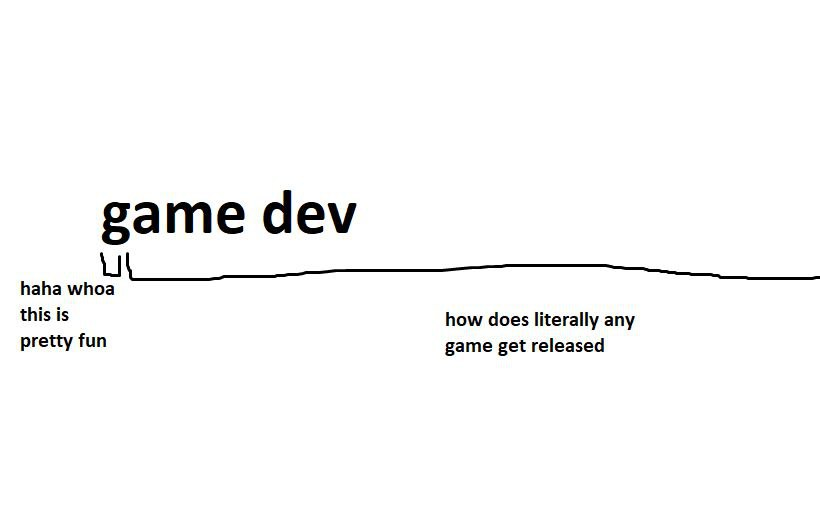 game dev
haha whoa
this is
pretty fun
how does literally any
game get released